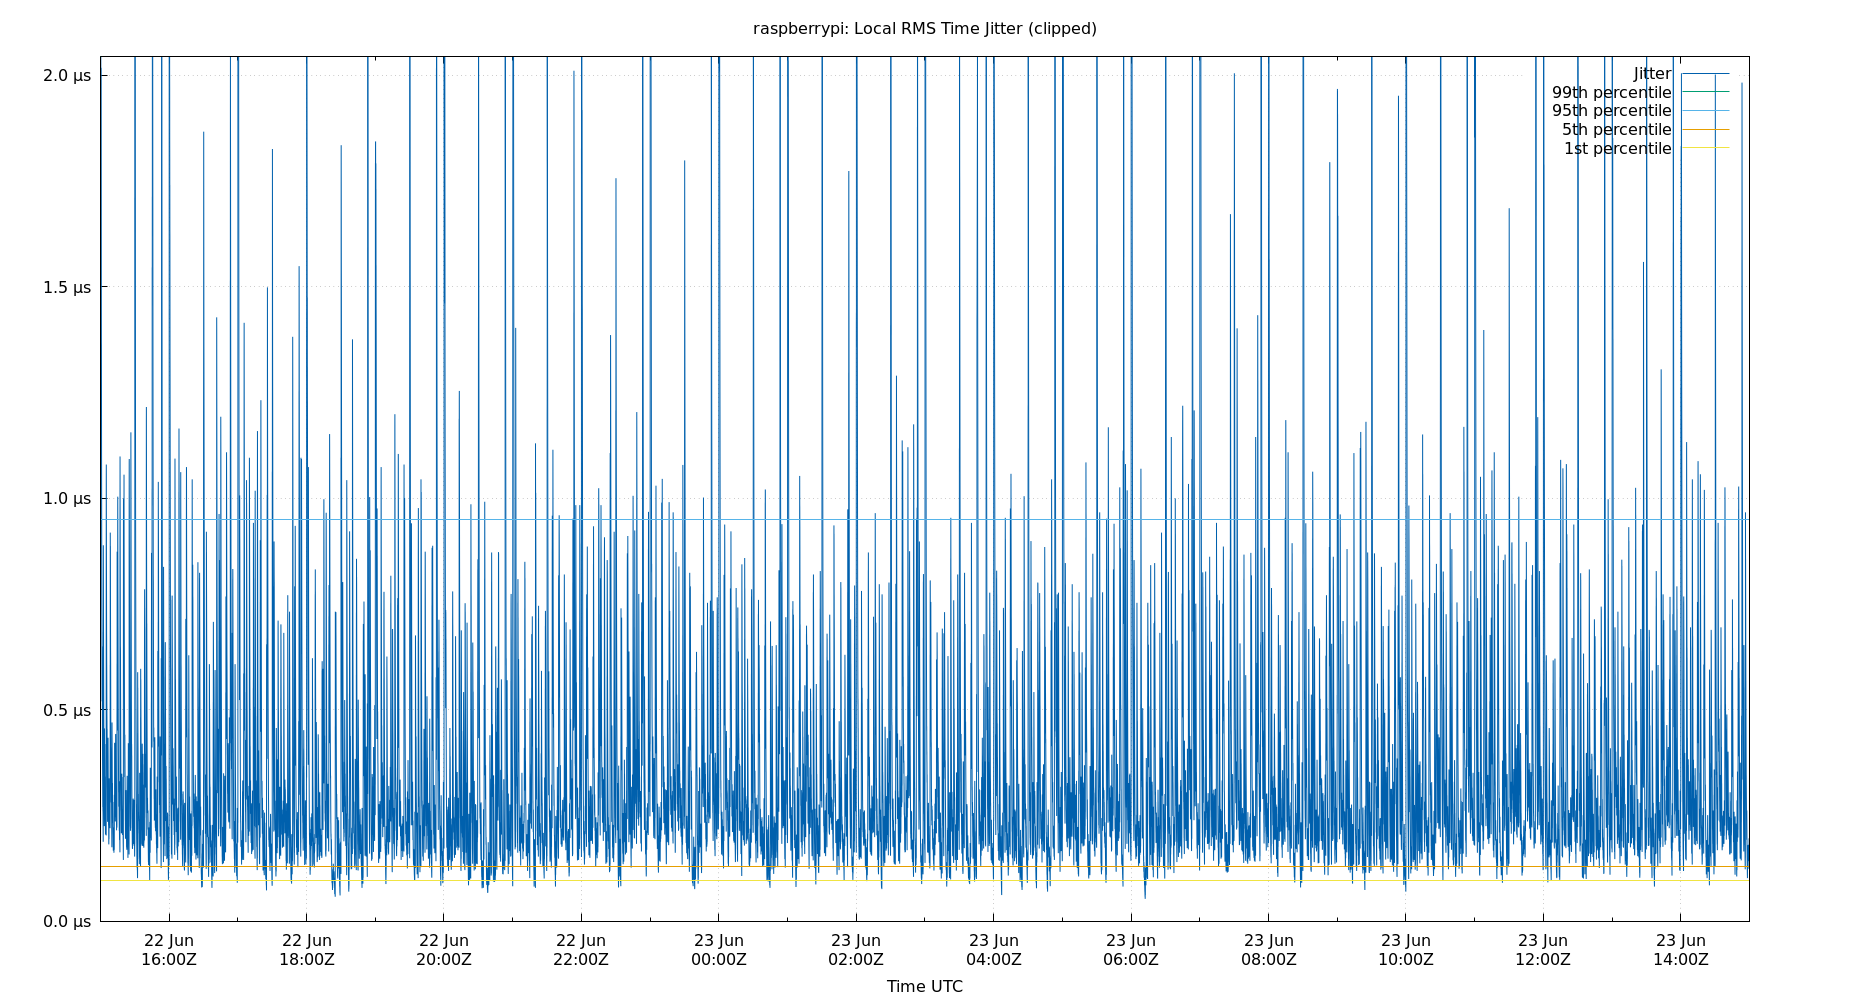 raspberrypi: Local RMS Time Jitter (clipped)
2.0 µs
1.5 µs
1.0 µs
0.5 µs
0.0 µs
Jitter
99th percentile
95th percentile
5th percentile
1st percentile
22 Jun 22 Jun 22 Jun 22 Jun 23 Jun 23 Jun 23 Jun 23 Jun 23 Jun 23 Jun 23 Jun 23 Jun
16:00Z 18:00Z 20:00Z 22:00Z 00:00Z 02:00Z 04:00Z 06:00Z 08:00Z 10:00Z 12:00Z 14:00Z
Time UTC